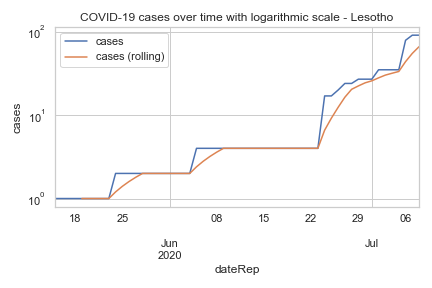 COVID-19 cases over time with logarithmic scale - Lesotho
cases
cases (rolling)
cases
10²
10¹
10⁰
18 25 08 15 22 29 06
Jun Jul
2020
dateRep